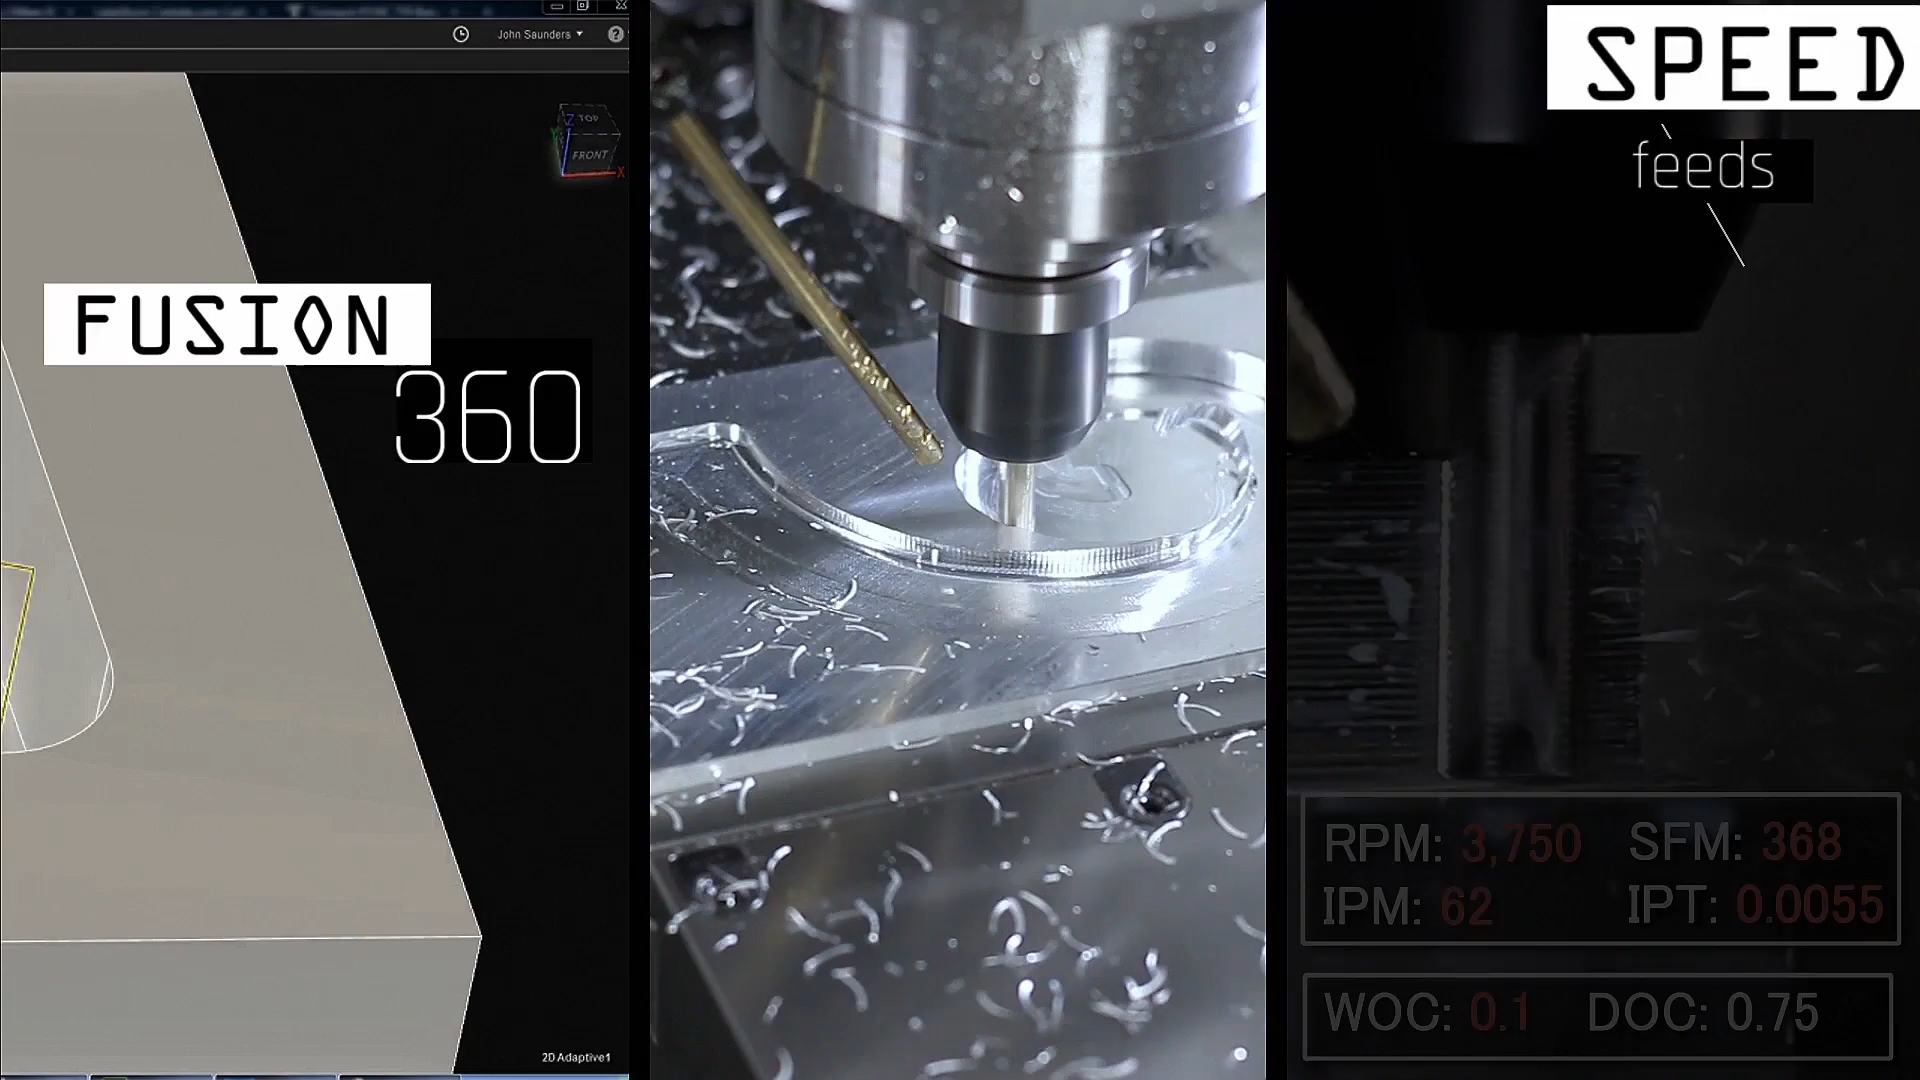 John Saunders
?
TOP
Z
FRONT
X
FUSION
360
2D Adaptive1
SPEED
feeds
RPM: 3,750 SFM: 368
IPM: 62 IPT: 0.0055
WOC: 0.1 DOC: 0.75